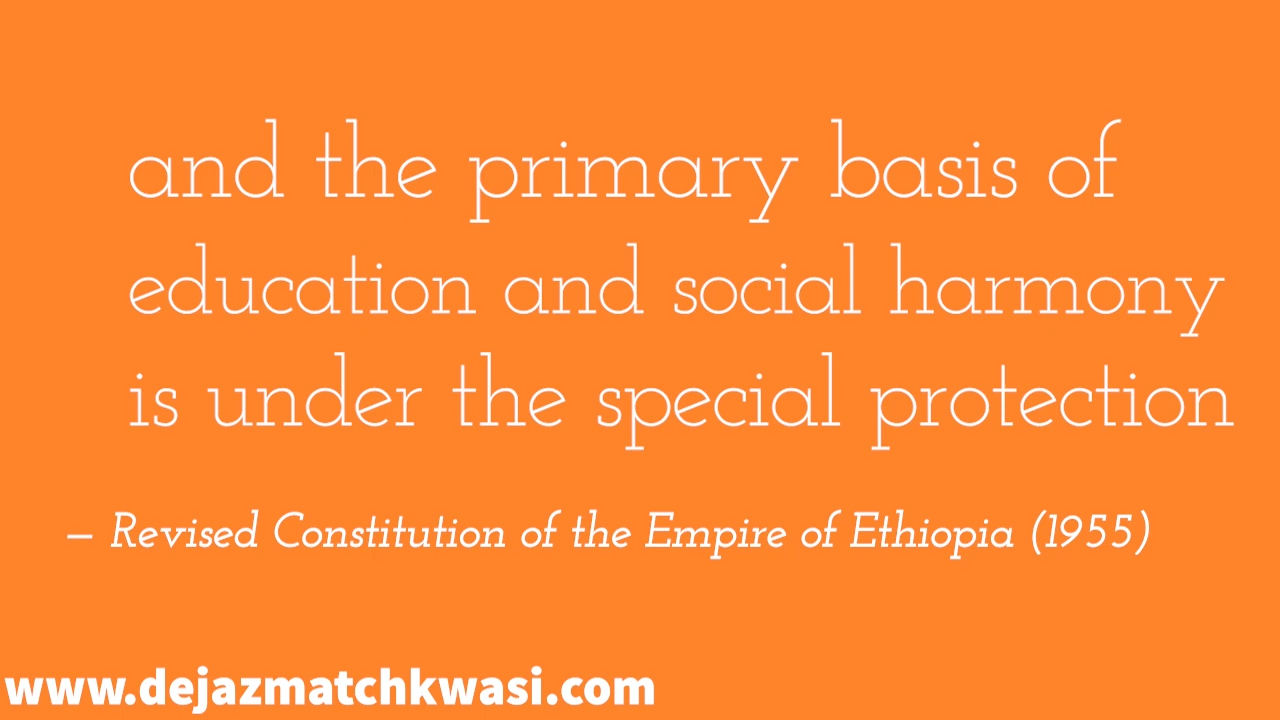 and the primary basis of
education and social harmony
is under the special protection
– Revised Constitution of the Empire of Ethiopia (1955)
www.dejazmatchkwasi.com